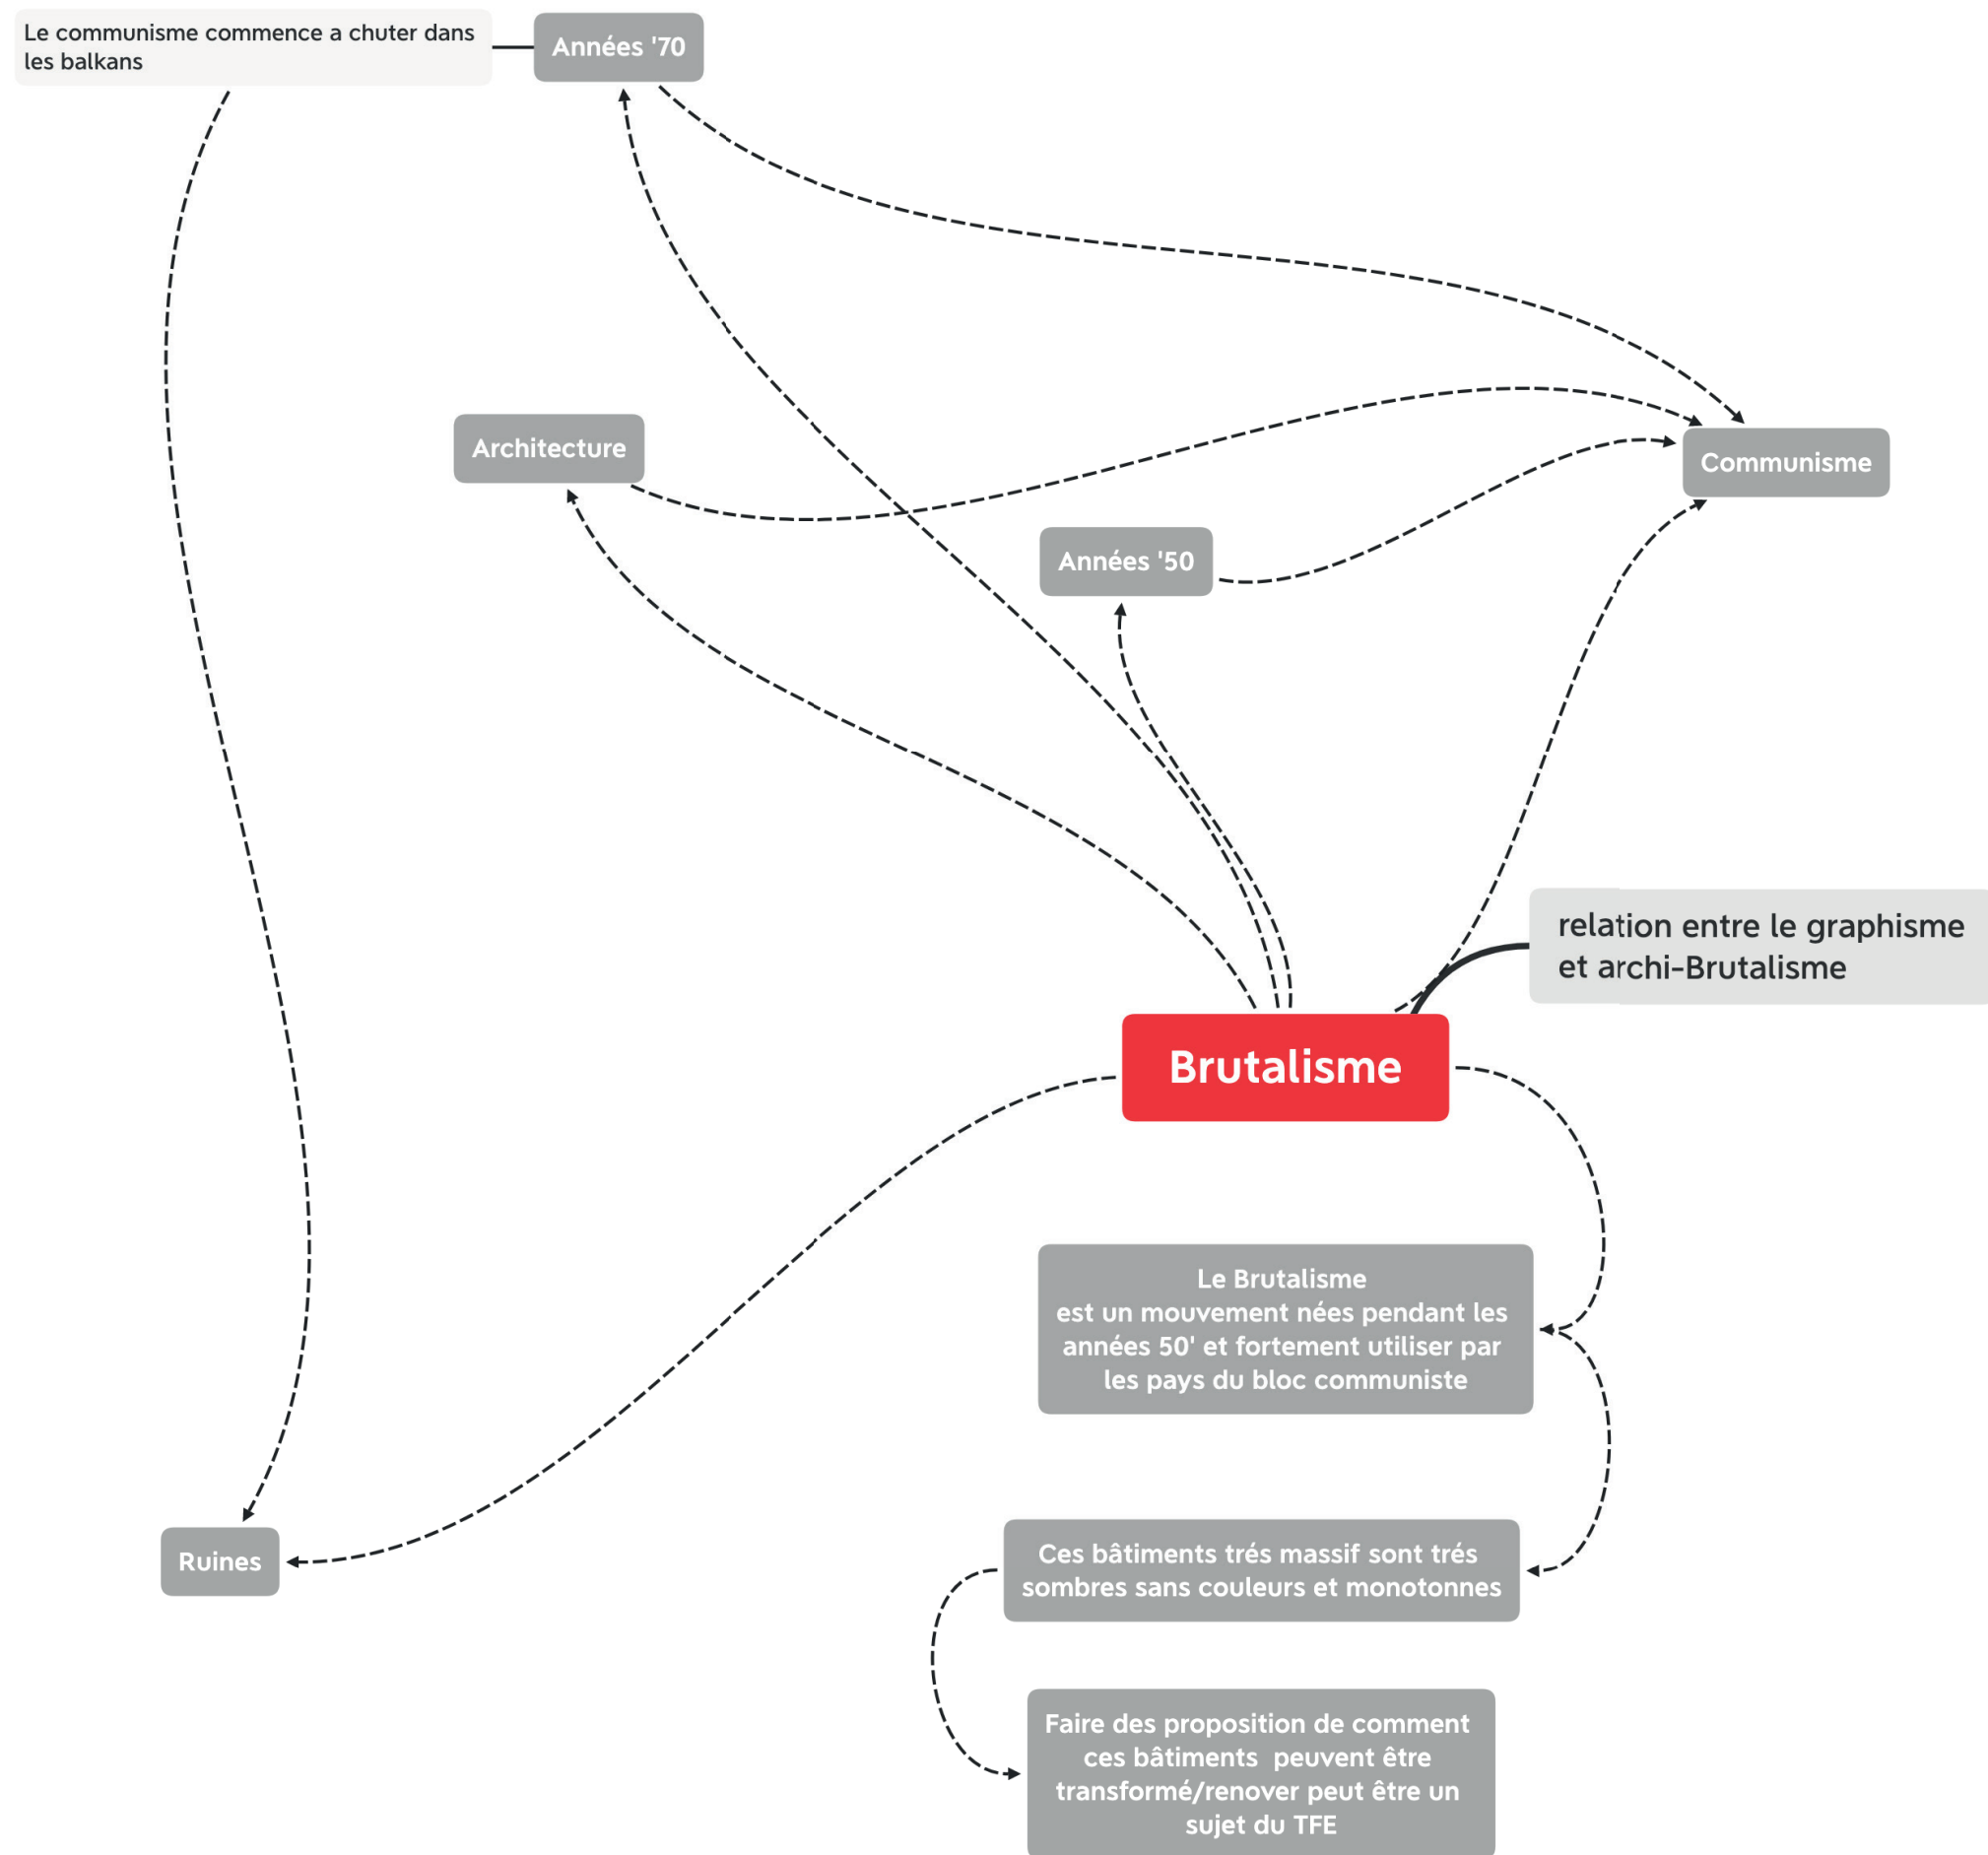 Le communisme commence a chuter dans
les balkans
Années '70
Architecture
Communisme
Années '50
relation entre le graphisme
et archi-Brutalisme
Brutalisme
Le Brutalisme
est un mouvement nées pendant les
années 50' et fortement utiliser par
les pays du bloc communiste
Ruines
Ces bâtiments trés massif sont trés
sombres sans couleurs et monotonnes
Faire des proposition de comment
ces bâtiments  peuvent être
transformé/renover peut être un
sujet du TFE